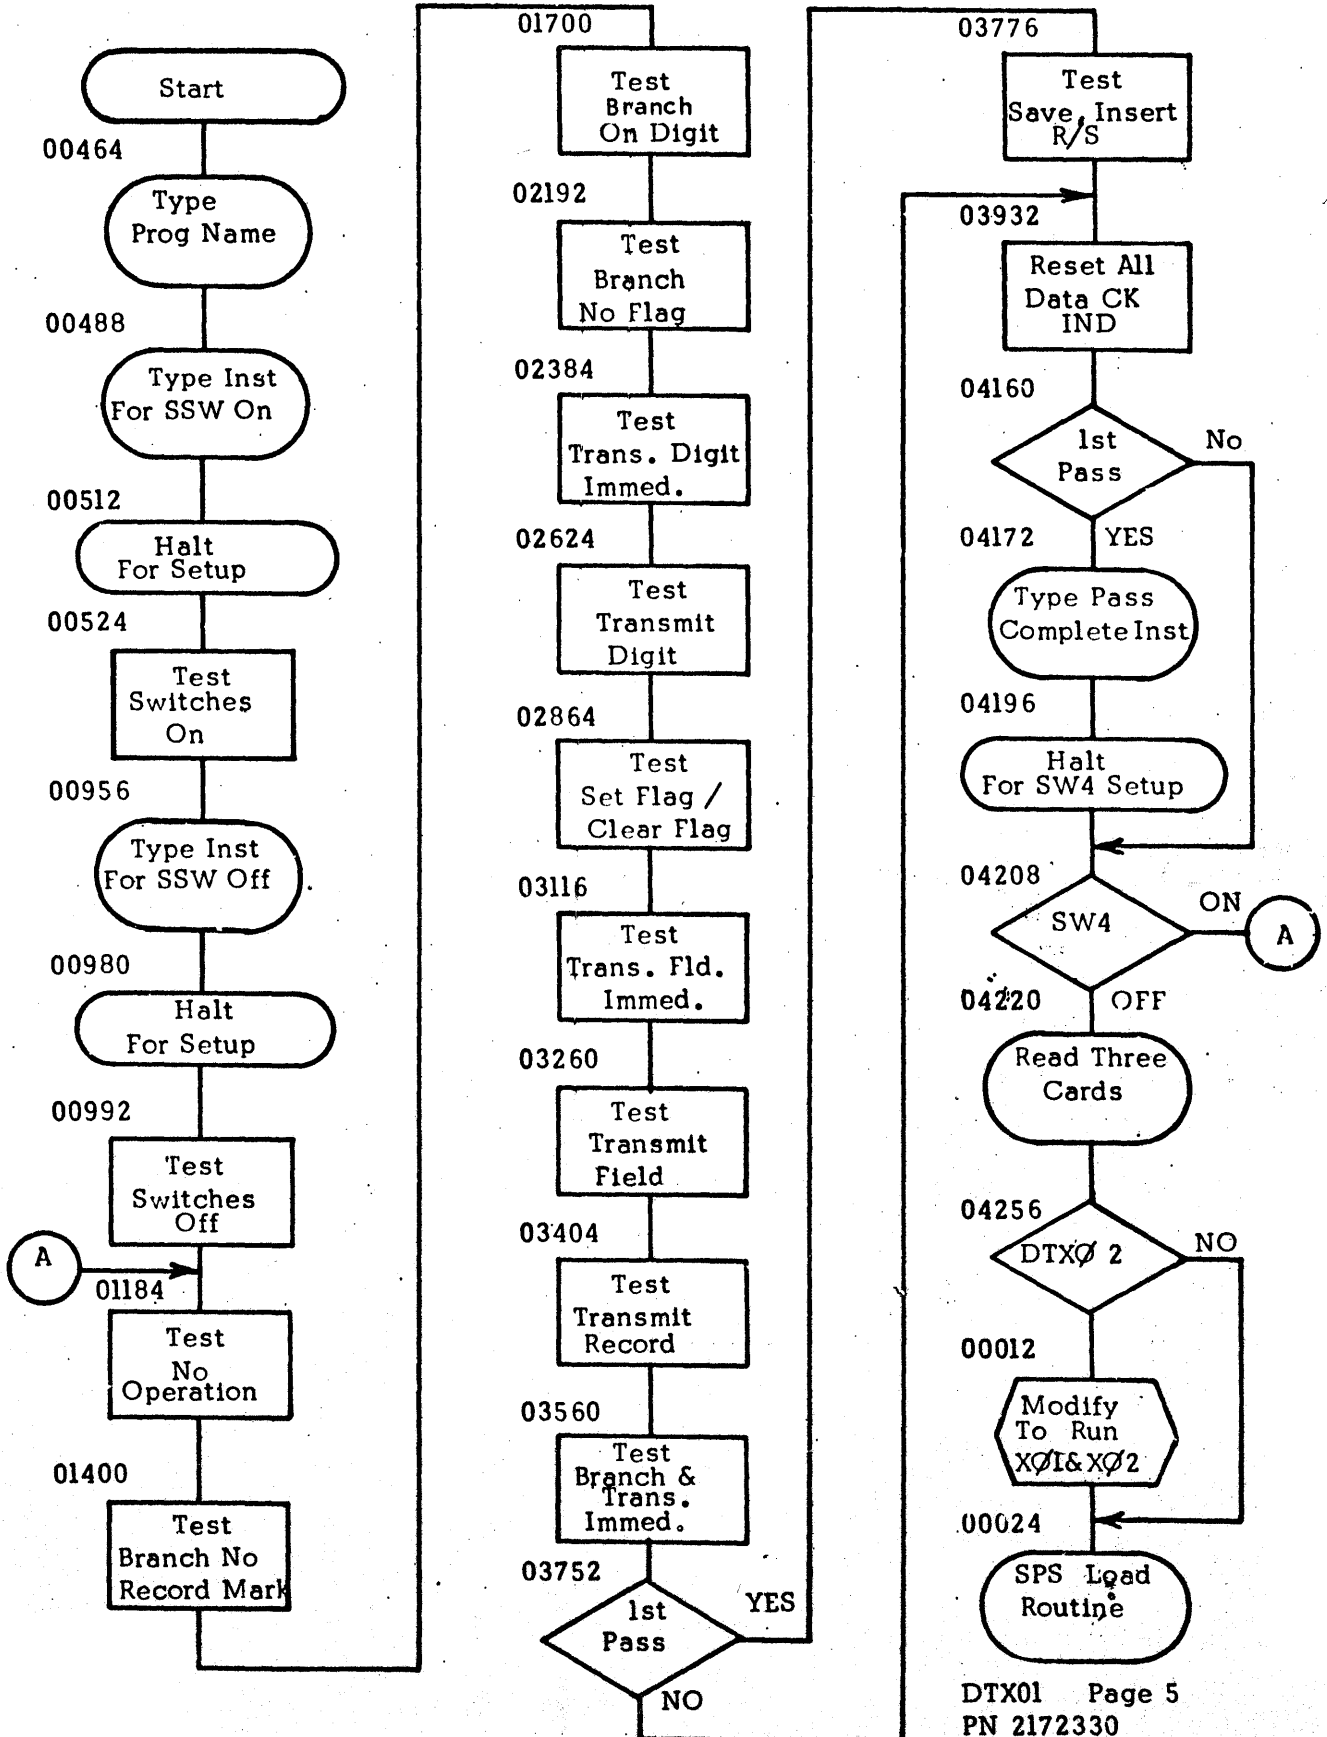 Start
00464
Type
Prog Name
00488
Type Inst
For SSW On
00512
Halt
For Setup
00524
Test
Switches
On
00956
Type Inst
For SSW Off
00980
Halt
For Setup
00992
Test
Switches
Off
A
01184
Test
No
Operation
01400
Test
Branch No
Record Mark
01700
Test
Branch
On Digit
02192
Test
Branch
No Flag
02384
Test
Trans. Digit
Immed.
02624
Test
Transmit
Digit
02864
Test
Set Flag /
Clear Flag
03116
Test
Trans. Fld.
Immed.
03260
Test
Transmit
Field
03404
Test
Transmit
Record
03560
Test
Branch &
Trans.
Immed.
03752
1st
Pass
YES
NO
03776
Test
Save, Insert
R/S
03932
Reset All
Data CK
IND
04160
1st
Pass
No
04172
YES
Type Pass
Complete Inst
04196
Halt
For SW4 Setup
04208
SW4
ON
A
04220
OFF
Read Three
Cards
04256
DTXØ 2
NO
00012
Modify
To Run
XØ1&XØ2
00024
SPS Load
Routine
DTX01 Page 5
PN 2172330